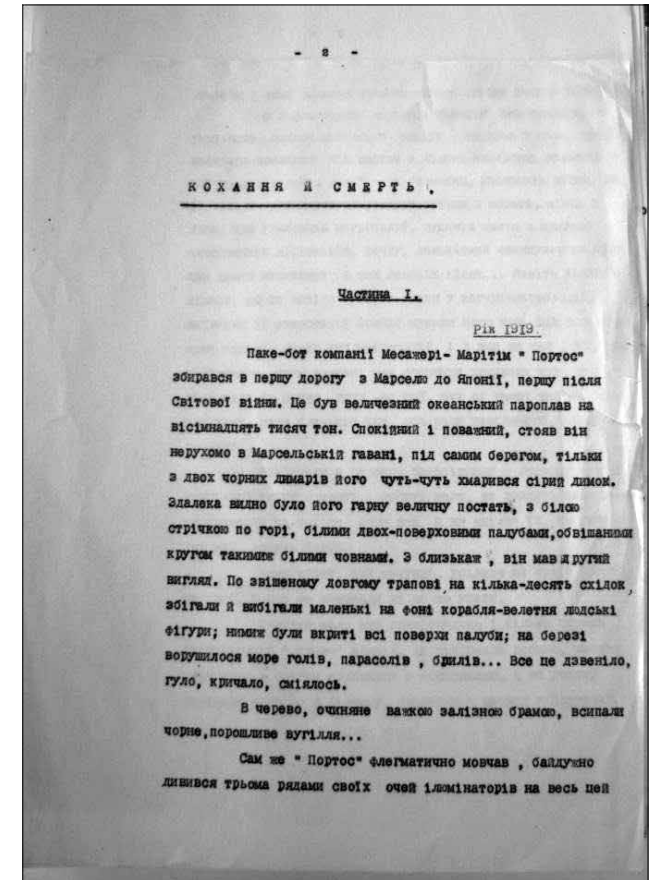 - 2 -
КОХАННЯ Й СМЕРТЬ.
Частина I.
Рік 1919.
Паке-бот компанії Месажері- Марітім " Портос"
збирався в першу дорогу з Марселю до Японії, першу після
Світової війни. Це був величезний океанський пароплав на
вісімнадцять тисяч тон. Спокійний і поважний, стояв він
нерухомо в Марсельській гавані, під самим берегом, тільки
з двох чорних димарів його чуть-чуть хмарився сірий димок.
Здалека видно було його гарну величну постать, з білою
стрічкою по горі, білими двох-поверховими палубами,обвішаними
кругом такимиж білими човнами. З близькаж , він мав другий
вигляд. По звішеному довгому трапові на кілька-десять східок,
збігали й вибігали маленькі на фоні корабля-велетня людські
фігури; нимиж були вкриті всі поверхи палуби; на березі
ворушилося море голів, парасолів , брилів... Все це дзвеніло,
гуло, кричало, сміялось.
В черево, очиняне важкою залізною брамою, всипали
чорне,порошливе вугілля...
Сам же " Портос" флегматично мовчав , байдужно
дивився трьома рядами своїх очей ілюмінаторів на весь цей